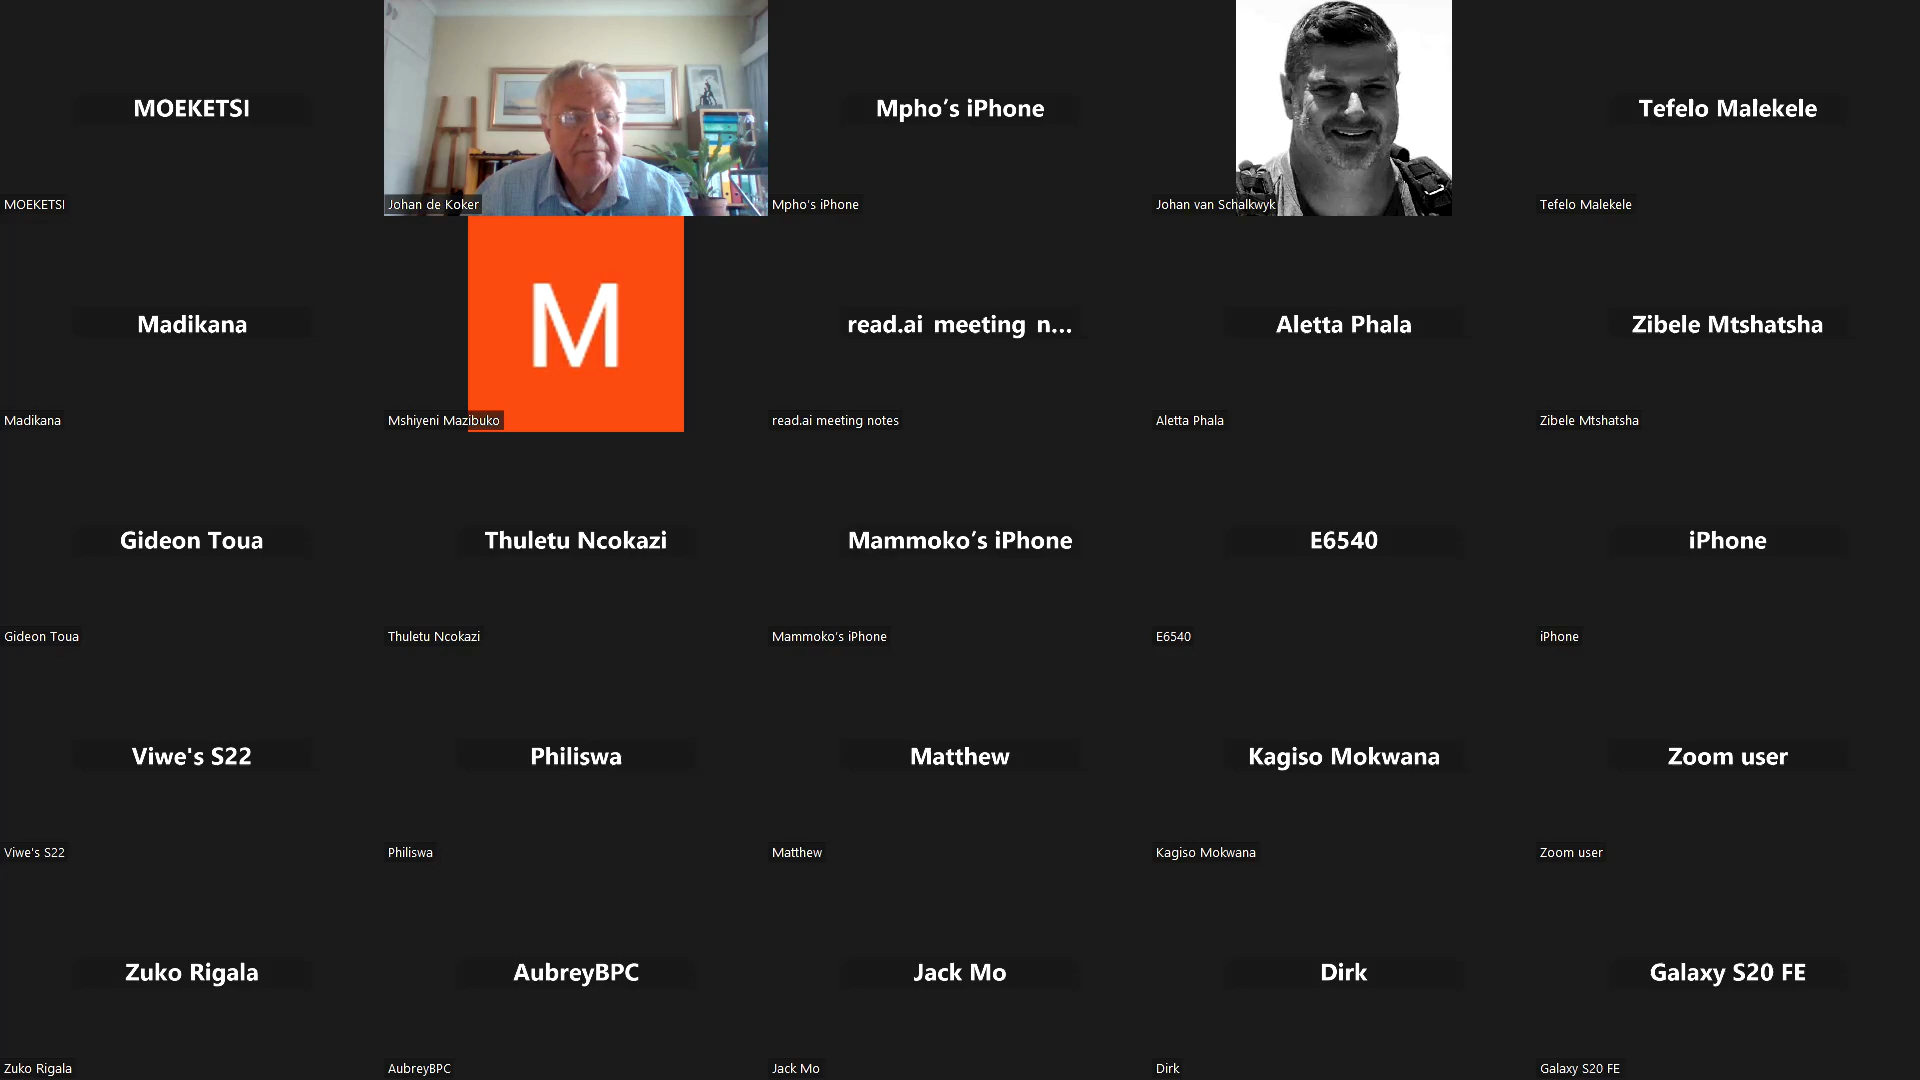 MOEKETSI
Mpho’s iPhone
Tefelo Malekele
MOEKETSI
Johan de Koker
Mpho’s iPhone
Johan van Schalkwyk
Tefelo Malekele
Madikana
M
read.ai meeting n...
Aletta Phala
Zibele Mtshatsha
Madikana
Mshiyeni Mazibuko
read.ai meeting notes
Aletta Phala
Zibele Mtshatsha
Gideon Toua
Thuletu Ncokazi
Mammoko’s iPhone
E6540
iPhone
Gideon Toua
Thuletu Ncokazi
Mammoko’s iPhone
E6540
iPhone
Viwe's S22
Philiswa
Matthew
Kagiso Mokwana
Zoom user
Viwe's S22
Philiswa
Matthew
Kagiso Mokwana
Zoom user
Zuko Rigala
AubreyBPC
Jack Mo
Dirk
Galaxy S20 FE
Zuko Rigala
AubreyBPC
Jack Mo
Dirk
Galaxy S20 FE